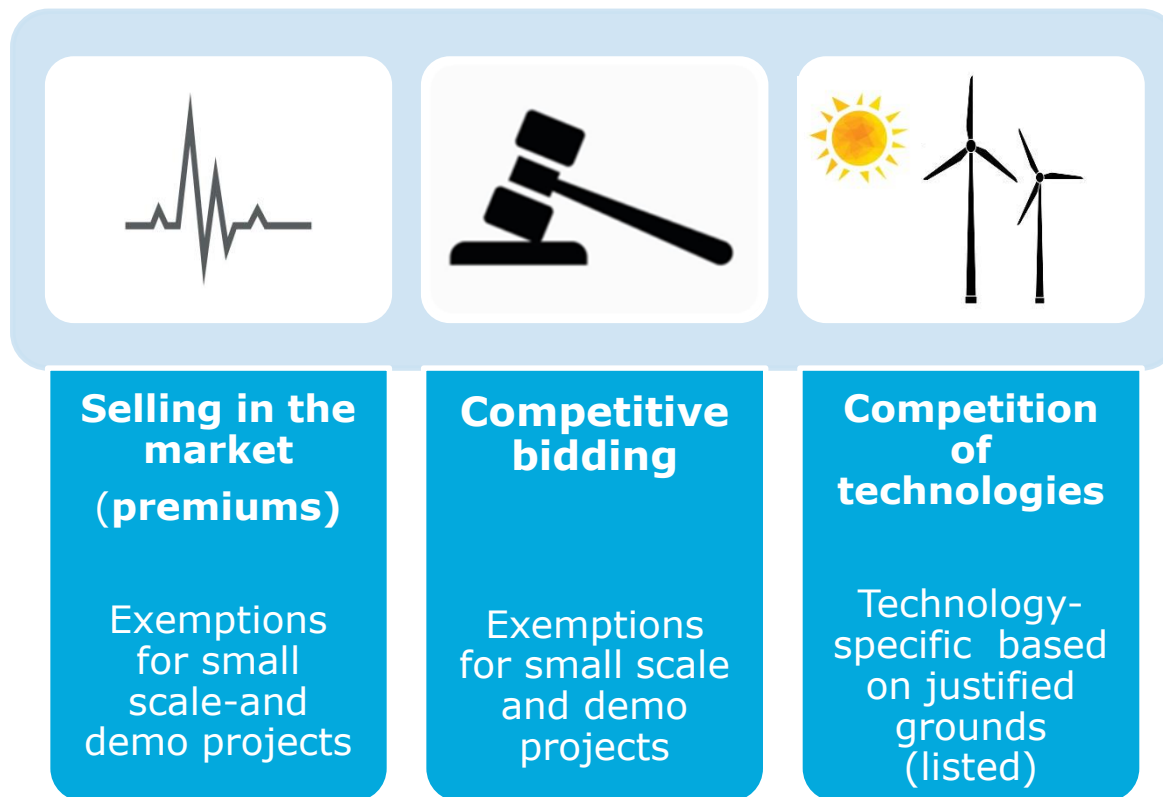 Selling in the
market
(premiums)
Exemptions
for small
scale-and
demo projects
Competitive
bidding
Exemptions
for small scale
and demo
projects
Competition
of
technologies
Technology-
specific  based
on justified
grounds
(listed)